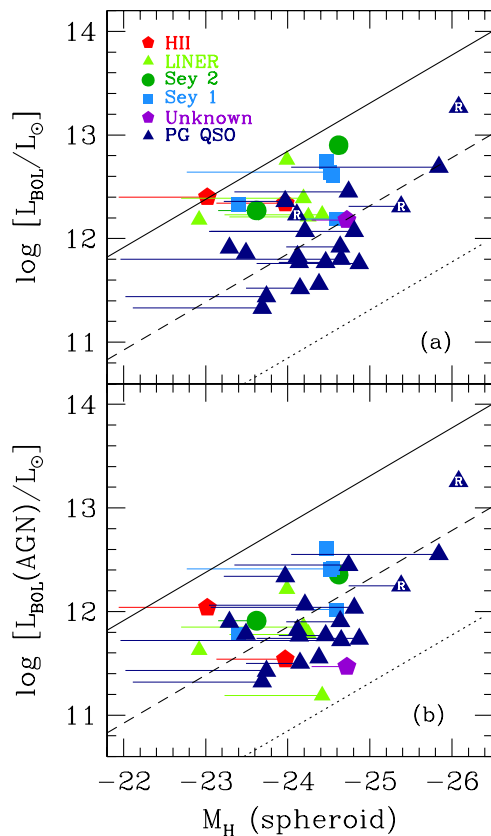 HII
LINER
Sey 2
Sey 1
Unknown
PG QSO
R
R
R
14
13
12
11
log [L_BOL/L_⊙]
(a)
R
R
14
13
12
11
log [L_BOL(AGN)/L_⊙]
(b)
-22
-23
-24
-25
-26
M_H (spheroid)